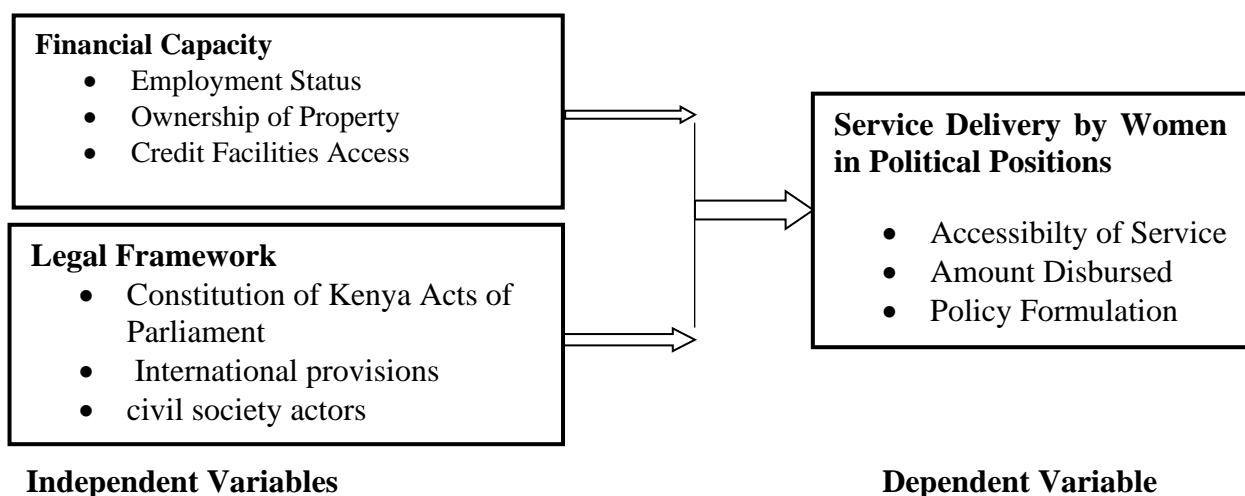 Financial Capacity
• Employment Status
• Ownership of Property
• Credit Facilities Access
Legal Framework
• Constitution of Kenya Acts of
Parliament
• International provisions
• civil society actors
Independent Variables
Service Delivery by Women
in Political Positions
• Accessibilty of Service
• Amount Disbursed
• Policy Formulation
Dependent Variable